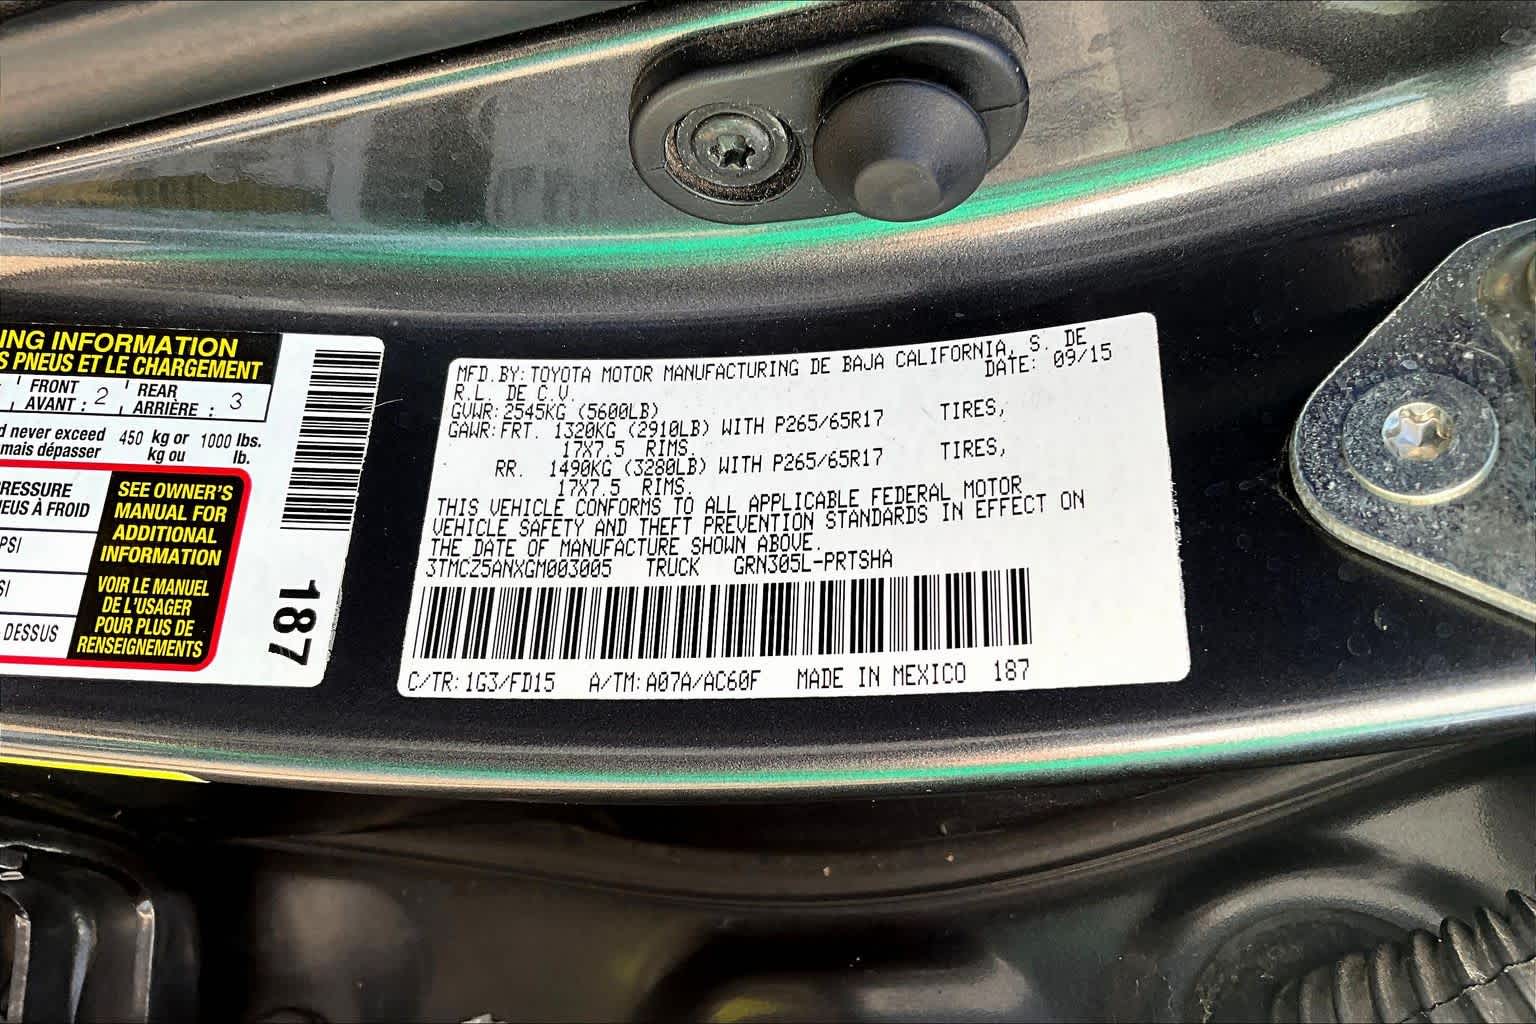 ING INFORMATION
S PNEUS ET LE CHARGEMENT
FRONT
AVANT : 2
REAR
ARRIÈRE : 3
d never exceed 450 kg or 1000 lbs.
mais dépasser kg ou lb.
RESSURE
NEUS À FROID
PSI
SI
-DESSUS
SEE OWNER'S
MANUAL FOR
ADDITIONAL
INFORMATION
VOIR LE MANUEL
DE L'USAGER
POUR PLUS DE
RENSEIGNEMENTS
187
MFD.BY:TOYOTA MOTOR MANUFACTURING DE BAJA CALIFORNIA, S. DE
R.L. DE C.V. DATE: 09/15
GVWR:2545KG (5600LB)
GAWR:FRT. 1320KG (2910LB) WITH P265/65R17 TIRES,
17X7.5 RIMS.
RR. 1490KG (3280LB) WITH P265/65R17 TIRES,
17X7.5 RIMS.
THIS VEHICLE CONFORMS TO ALL APPLICABLE FEDERAL MOTOR
VEHICLE SAFETY AND THEFT PREVENTION STANDARDS IN EFFECT ON
THE DATE OF MANUFACTURE SHOWN ABOVE.
3TMCZ5ANXGM003005 TRUCK GRN305L-PRTSHA
C/TR:1G3/FD15 A/TM:A07A/AC60F MADE IN MEXICO 187